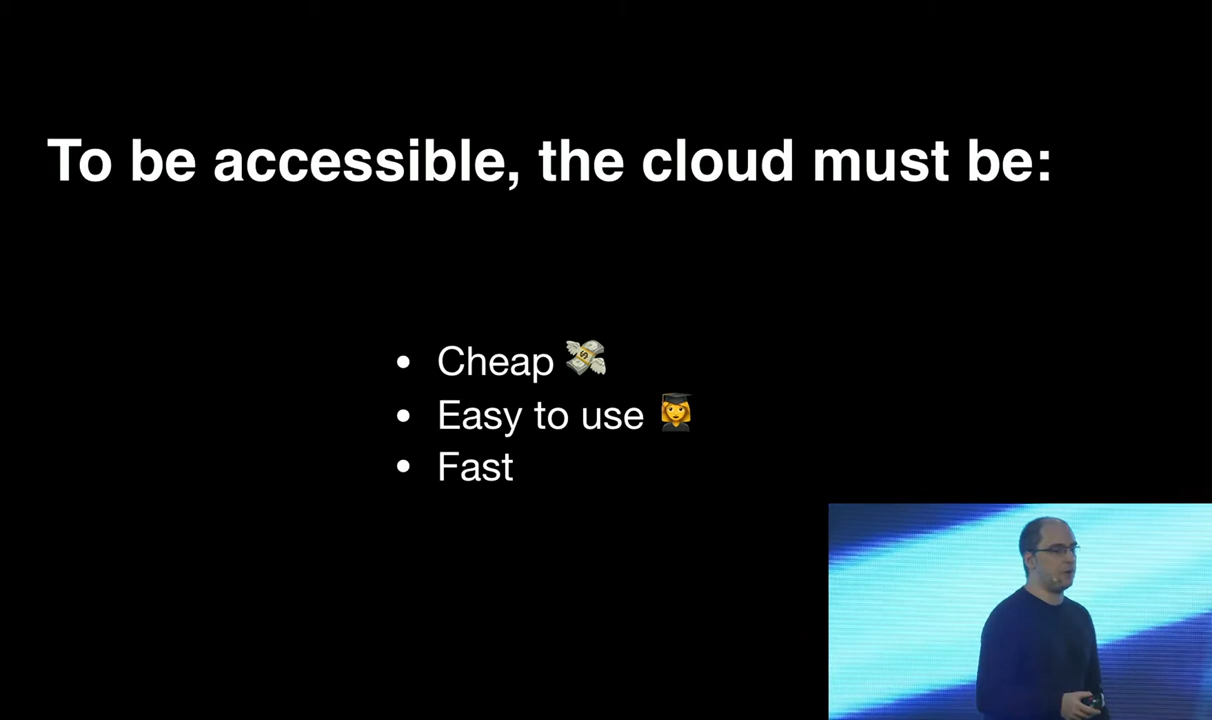 To be accessible, the cloud must be:
• Cheap 💸
• Easy to use 👩‍🎓
• Fast